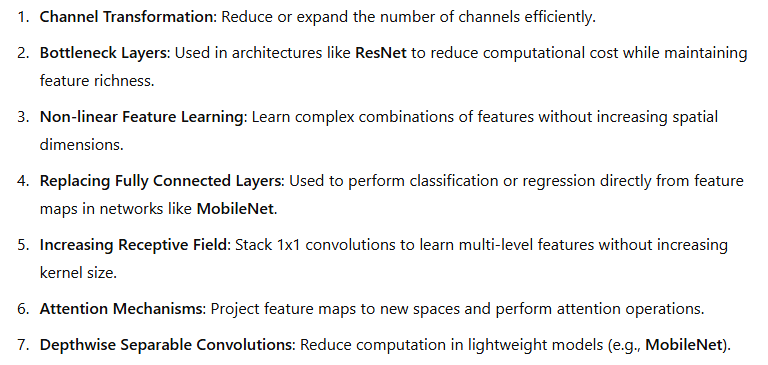 1. Channel Transformation: Reduce or expand the number of channels efficiently.
2. Bottleneck Layers: Used in architectures like ResNet to reduce computational cost while maintaining
feature richness.
3. Non-linear Feature Learning: Learn complex combinations of features without increasing spatial
dimensions.
4. Replacing Fully Connected Layers: Used to perform classification or regression directly from feature
maps in networks like MobileNet.
5. Increasing Receptive Field: Stack 1x1 convolutions to learn multi-level features without increasing
kernel size.
6. Attention Mechanisms: Project feature maps to new spaces and perform attention operations.
7. Depthwise Separable Convolutions: Reduce computation in lightweight models (e.g., MobileNet).